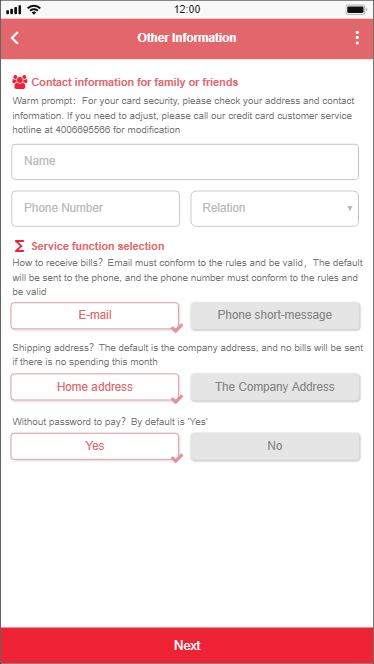 12:00
Other Information
Contact information for family or friends
Warm prompt: For your card security, please check your address and contact
information. If you need to adjust, please call our credit card customer service
hotline at 4006695566 for modification
Name
Phone Number
Relation
Service function selection
How to receive bills? Email must conform to the rules and be valid, The default
will be sent to the phone, and the phone number must conform to the rules and
be valid
E-mail
Phone short-message
Shipping address? The default is the company address, and no bills will be sent
if there is no spending this month
Home address
The Company Address
Without password to pay? By default is 'Yes'
Yes
No
Next